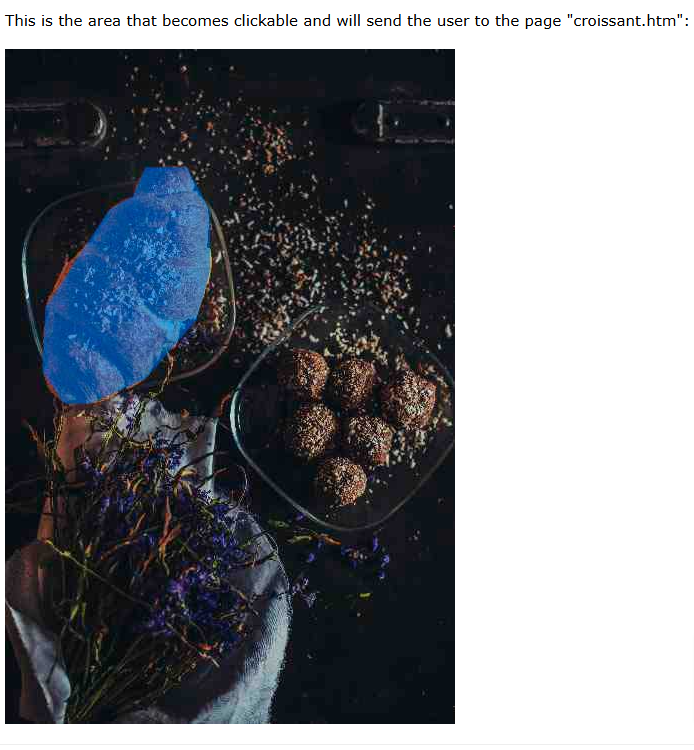 This is the area that becomes clickable and will send the user to the page "croissant.htm":